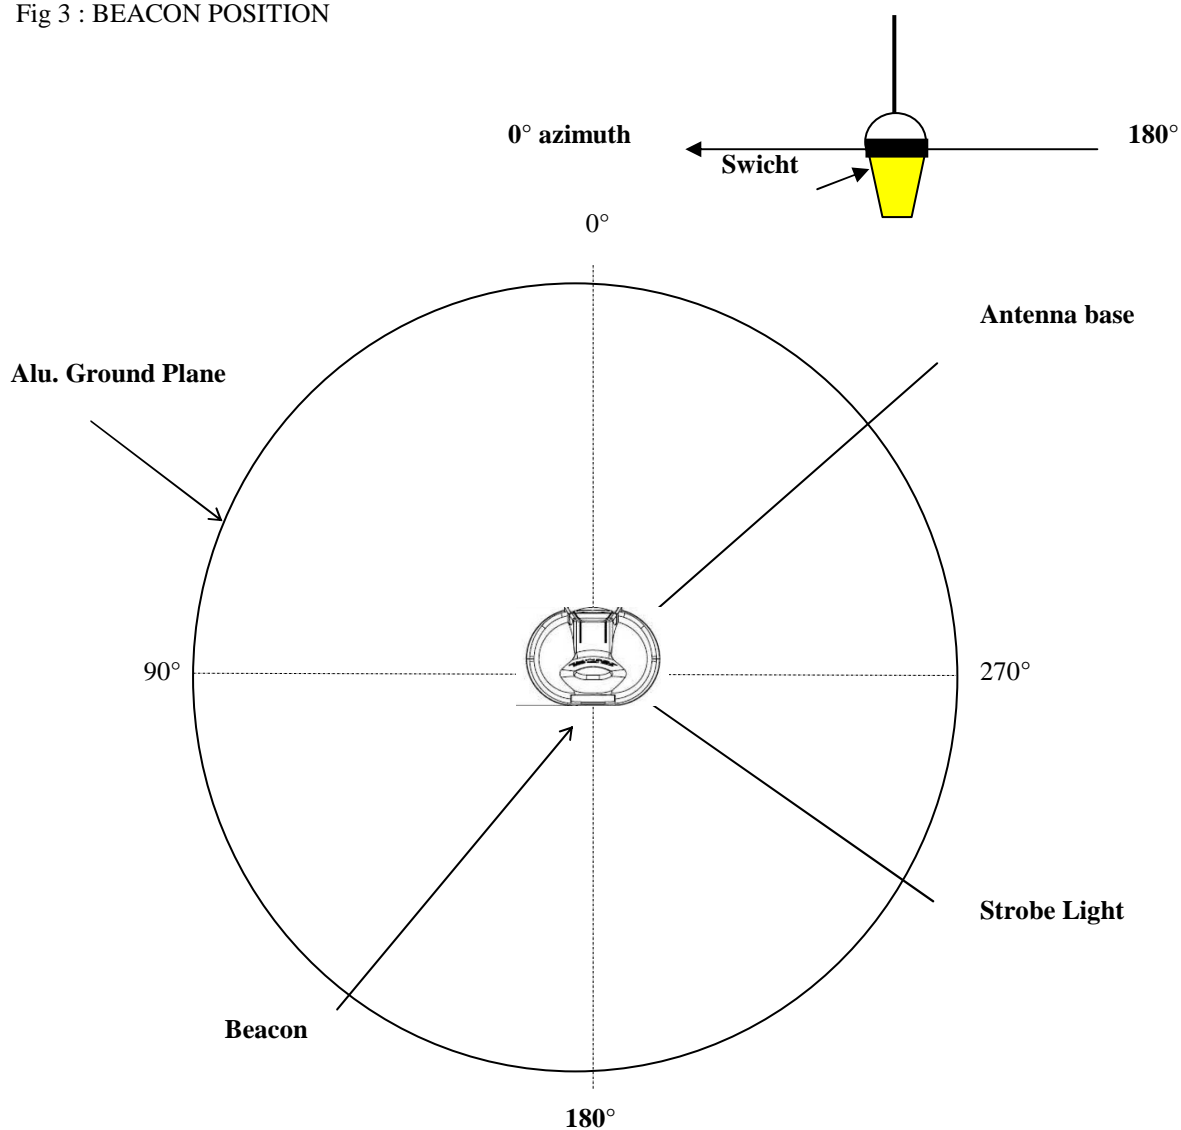 Fig 3 : BEACON POSITION
0° azimuth
180°
Swicht
0°
Antenna base
Alu. Ground Plane
90°
270°
Strobe Light
Beacon
180°